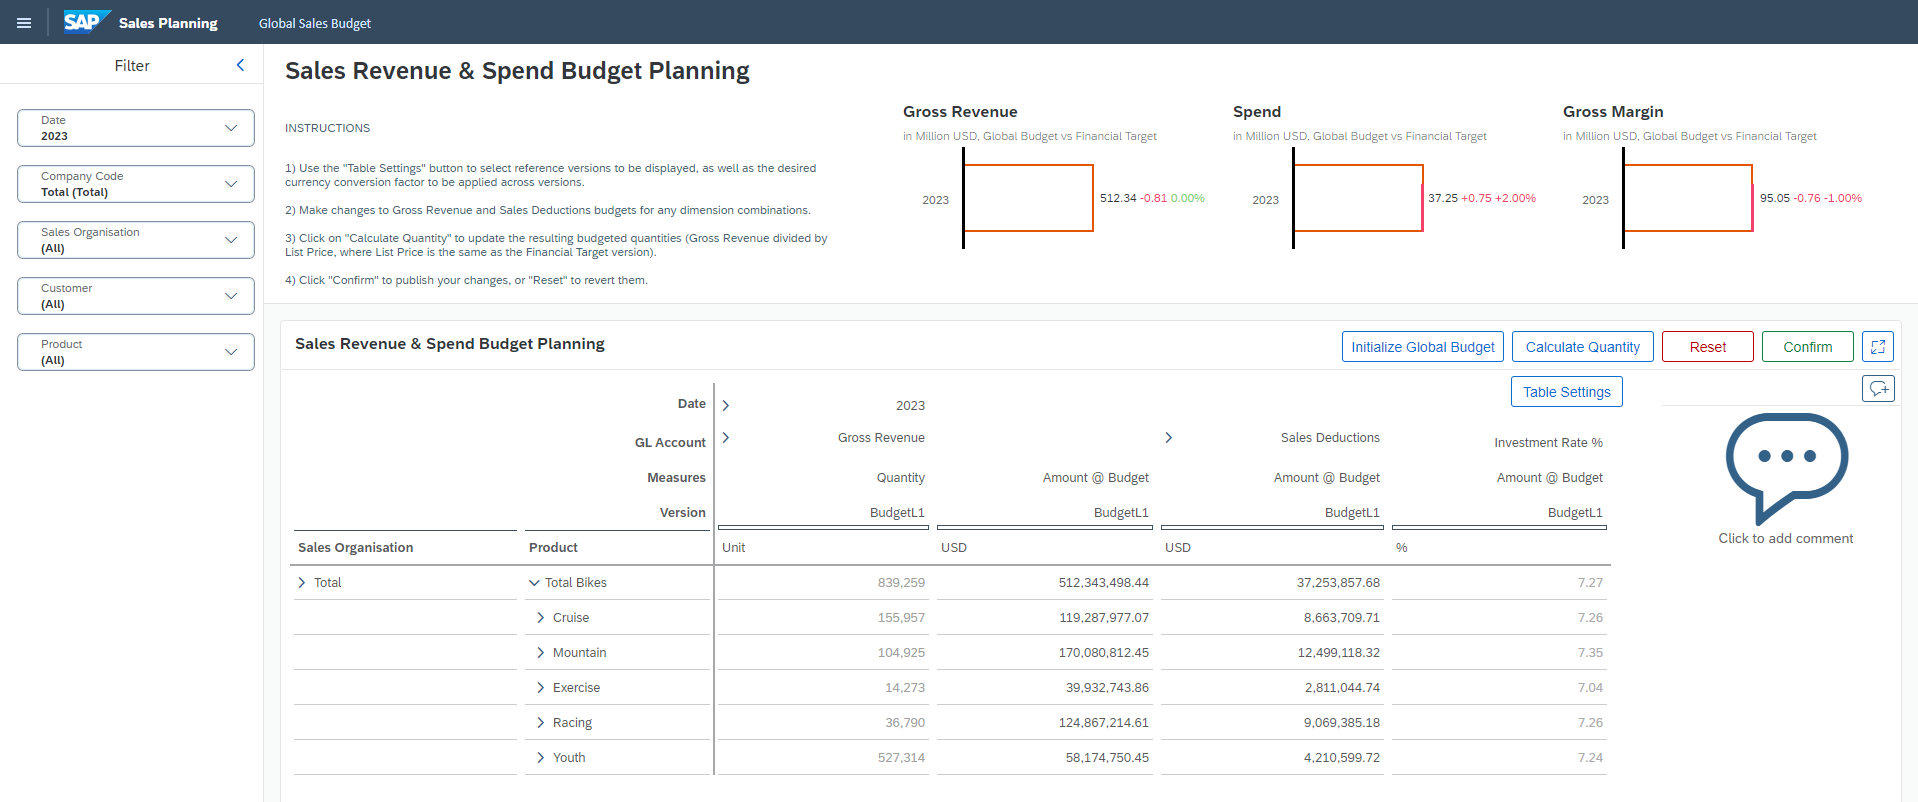 SAP Sales Planning Global Sales Budget
Filter
Date
2023
Company Code
Total (Total)
Sales Organisation
(All)
Customer
(All)
Product
(All)
Sales Revenue & Spend Budget Planning
INSTRUCTIONS
1) Use the "Table Settings" button to select reference versions to be displayed, as well as the desired
currency conversion factor to be applied across versions.
2) Make changes to Gross Revenue and Sales Deductions budgets for any dimension combinations.
3) Click on "Calculate Quantity" to update the resulting budgeted quantities (Gross Revenue divided by
List Price, where List Price is the same as the Financial Target version).
4) Click "Confirm" to publish your changes, or "Reset" to revert them.
Gross Revenue
in Million USD, Global Budget vs Financial Target
2023 512.34 -0.81 0.00%
Spend
in Million USD, Global Budget vs Financial Target
2023 37.25 +0.75 +2.00%
Gross Margin
in Million USD, Global Budget vs Financial Target
2023 95.05 -0.76 -1.00%
Sales Revenue & Spend Budget Planning
Initialize Global Budget Calculate Quantity Reset Confirm
Table Settings
Date 2023
GL Account Gross Revenue Sales Deductions Investment Rate %
Measures Quantity Amount @ Budget Amount @ Budget Amount @ Budget
Version BudgetL1 BudgetL1 BudgetL1 BudgetL1
Sales Organisation Product Unit USD USD %
Total Total Bikes 839,259 512,343,498.44 37,253,857.68 7.27
Cruise 155,957 119,287,977.07 8,663,709.71 7.26
Mountain 104,925 170,080,812.45 12,499,118.32 7.35
Exercise 14,273 39,932,743.86 2,811,044.74 7.04
Racing 36,790 124,867,214.61 9,069,385.18 7.26
Youth 527,314 58,174,750.45 4,210,599.72 7.24
Click to add comment